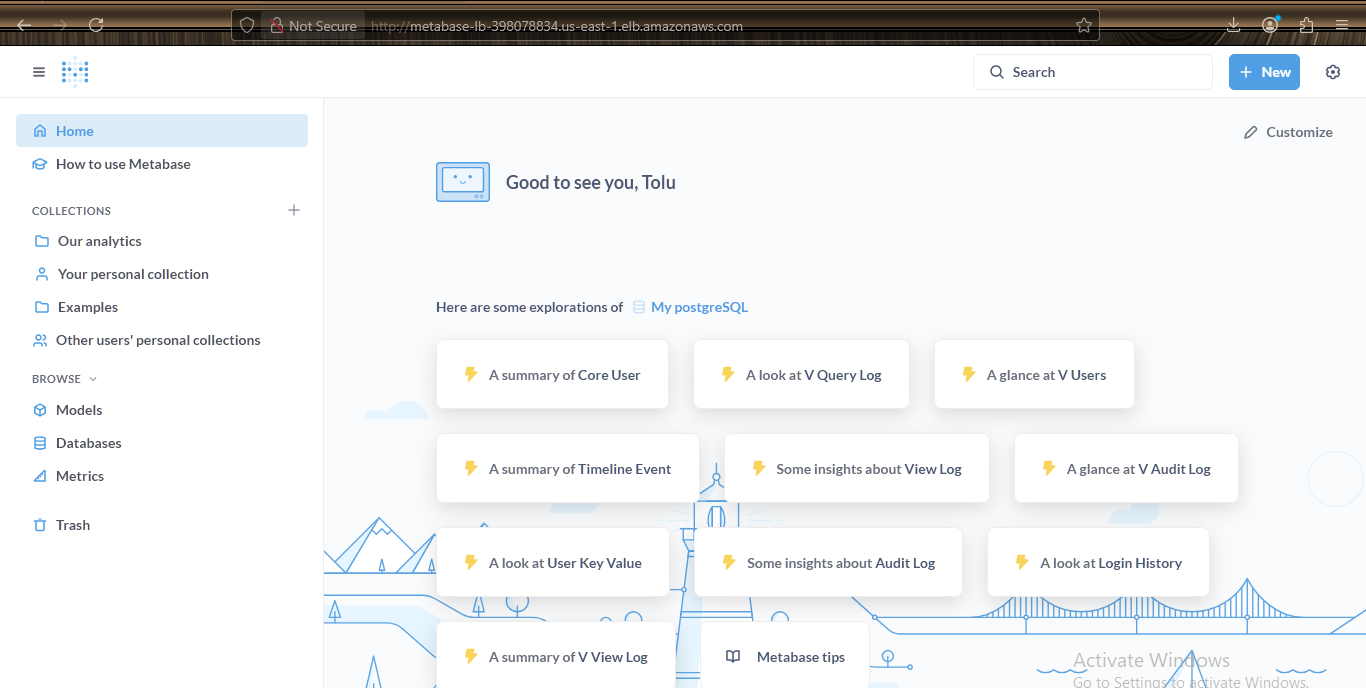 Not Secure http://metabase-lb-398078834.us-east-1.elb.amazonaws.com
Search
New
Home
How to use Metabase
COLLECTIONS
Our analytics
Your personal collection
Examples
Other users' personal collections
BROWSE
Models
Databases
Metrics
Trash
Customize
Good to see you, Tolu
Here are some explorations of My postgreSQL
A summary of Core User
A look at V Query Log
A glance at V Users
A summary of Timeline Event
Some insights about View Log
A glance at V Audit Log
A look at User Key Value
Some insights about Audit Log
A look at Login History
A summary of V View Log
Metabase tips
Activate Windows
Go to Settings to activate Windows.